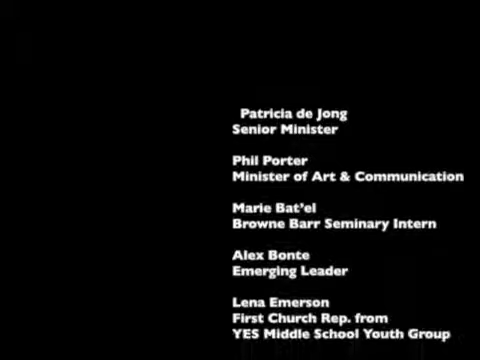 Patricia de Jong
Senior Minister
Phil Porter
Minister of Art & Communication
Marie Bat'el
Browne Barr Seminary Intern
Alex Bonte
Emerging Leader
Lena Emerson
First Church Rep. from
YES Middle School Youth Group